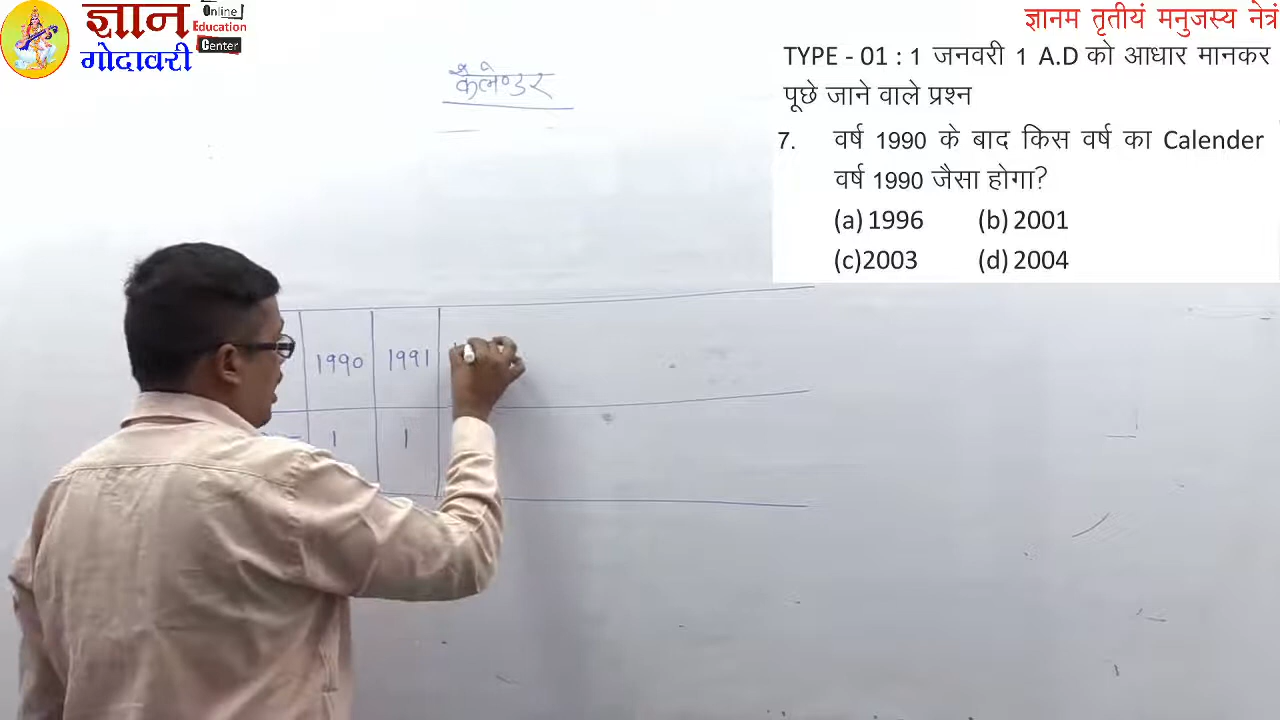 ज्ञान
गोदावरी
Online
Education
Center
ज्ञानम तृतीयं मनुजस्य नेत्रं
TYPE - 01 : 1 जनवरी 1 A.D को आधार मानकर
पूछे जाने वाले प्रश्न
7. वर्ष 1990 के बाद किस वर्ष का Calender
वर्ष 1990 जैसा होगा?
(a) 1996 (b) 2001
(c)2003 (d) 2004
कैलेण्डर
1990 1991
1 1